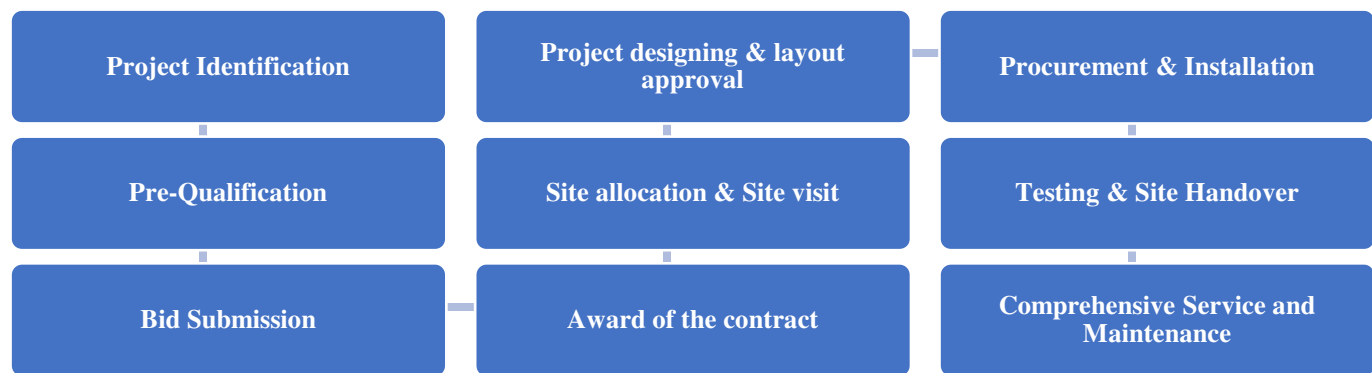 Project Identification
Pre-Qualification
Bid Submission
Award of the contract
Site allocation & Site visit
Project designing & layout
approval
Procurement & Installation
Testing & Site Handover
Comprehensive Service and
Maintenance